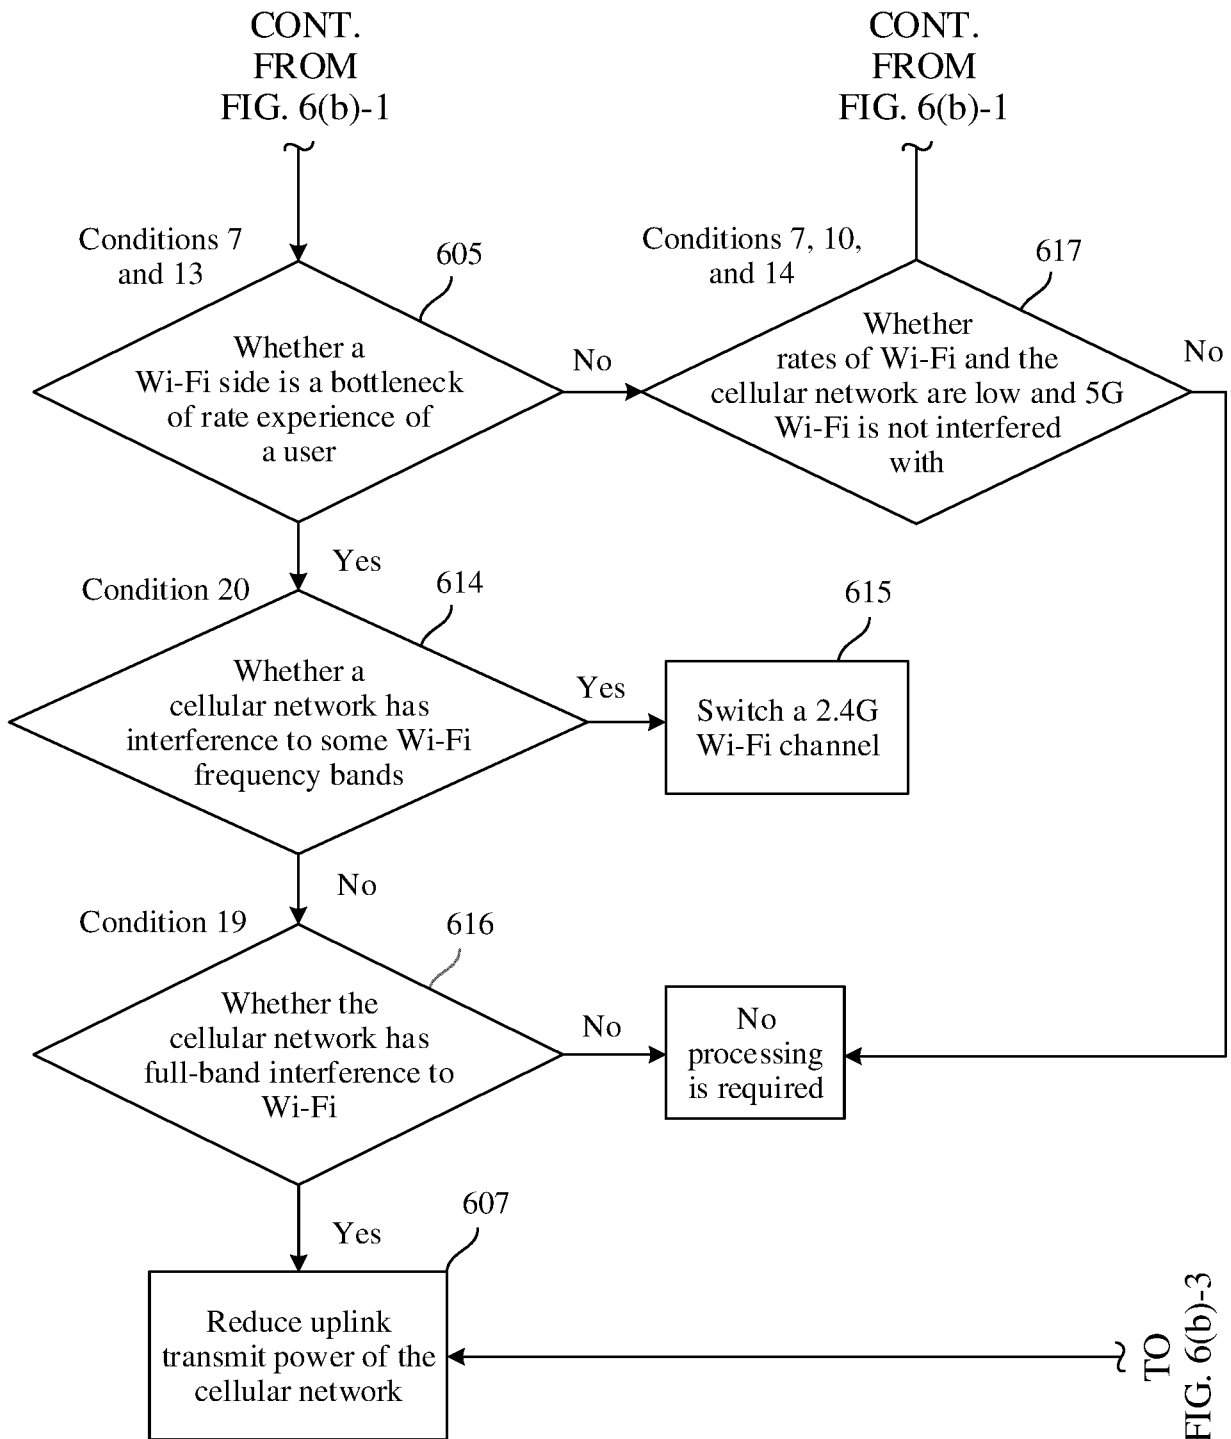 CONT.
FROM
FIG. 6(b)-1
CONT.
FROM
FIG. 6(b)-1
Conditions 7
and 13
605
Whether a
Wi-Fi side is a bottleneck
of rate experience of
a user
No
Conditions 7, 10,
and 14
617
Whether
rates of Wi-Fi and the
cellular network are low and 5G
Wi-Fi is not interfered
with
No
Yes
Condition 20
614
Whether a
cellular network has
interference to some Wi-Fi
frequency bands
Yes
615
Switch a 2.4G
Wi-Fi channel
No
Condition 19
616
Whether the
cellular network has
full-band interference to
Wi-Fi
No
No
processing
is required
Yes
607
Reduce uplink
transmit power of the
cellular network
TO
FIG. 6(b)-3